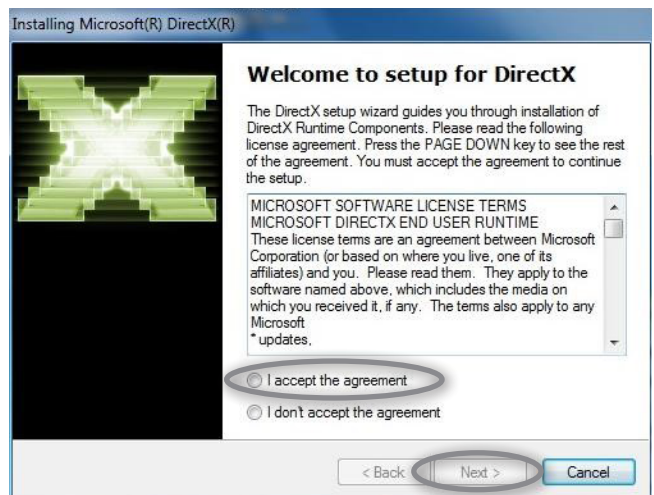 Installing Microsoft(R) DirectX(R)
Welcome to setup for DirectX
The DirectX setup wizard guides you through installation of
DirectX Runtime Components. Please read the following
license agreement. Press the PAGE DOWN key to see the rest
of the agreement. You must accept the agreement to continue
the setup.
MICROSOFT SOFTWARE LICENSE TERMS
MICROSOFT DIRECTX END USER RUNTIME
These license terms are an agreement between Microsoft
Corporation (or based on where you live, one of its
affiliates) and you.  Please read them.  They apply to the
software named above, which includes the media on
which you received it, if any.  The terms also apply to any
Microsoft
* updates,
I accept the agreement
I don't accept the agreement
< Back Next > Cancel